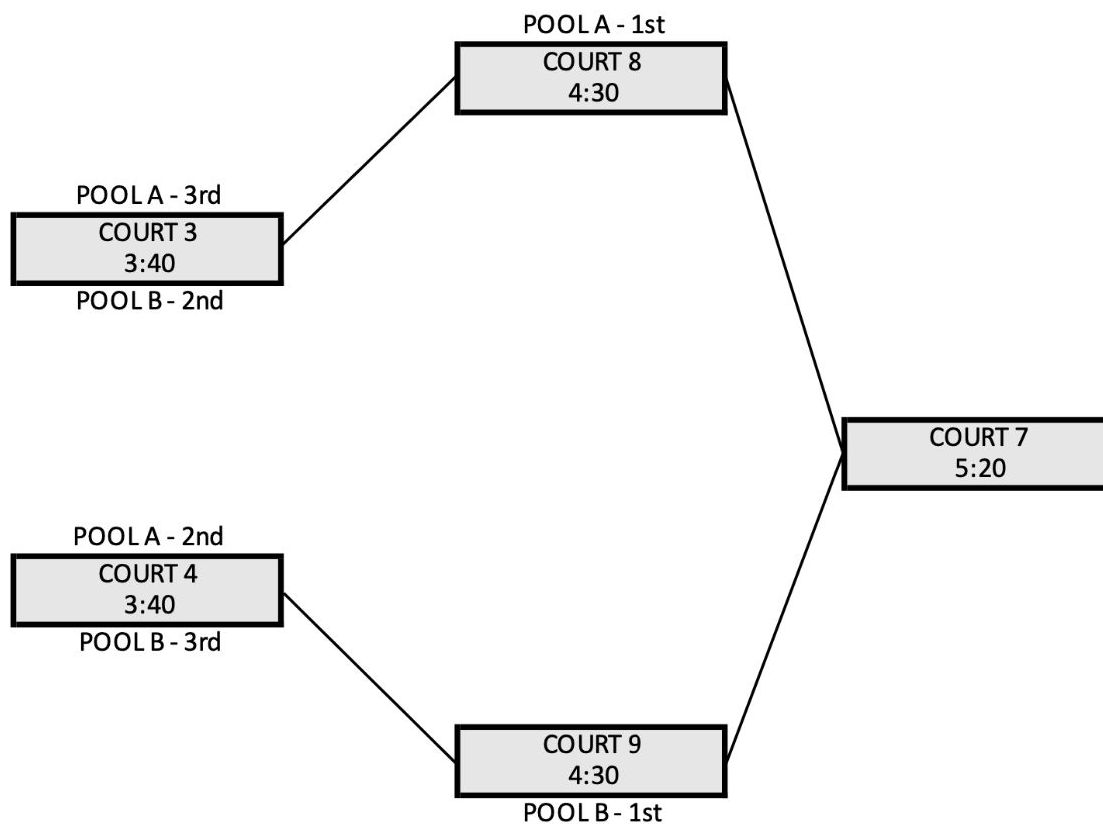 POOL A - 1st
COURT 8
4:30
POOL A - 3rd
COURT 3
3:40
POOL B - 2nd
COURT 7
5:20
POOL A - 2nd
COURT 4
3:40
POOL B - 3rd
COURT 9
4:30
POOL B - 1st